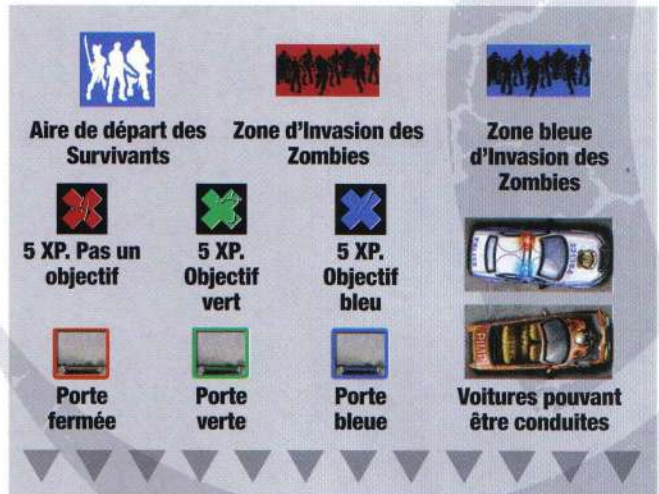 Aire de départ des
Survivants
Zone d'Invasion des
Zombies
Zone bleue
d'Invasion des
Zombies
5 XP. Pas un
objectif
5 XP.
Objectif
vert
5 XP.
Objectif
bleu
Porte
fermée
Porte
verte
Porte
bleue
Voitures pouvant
être conduites